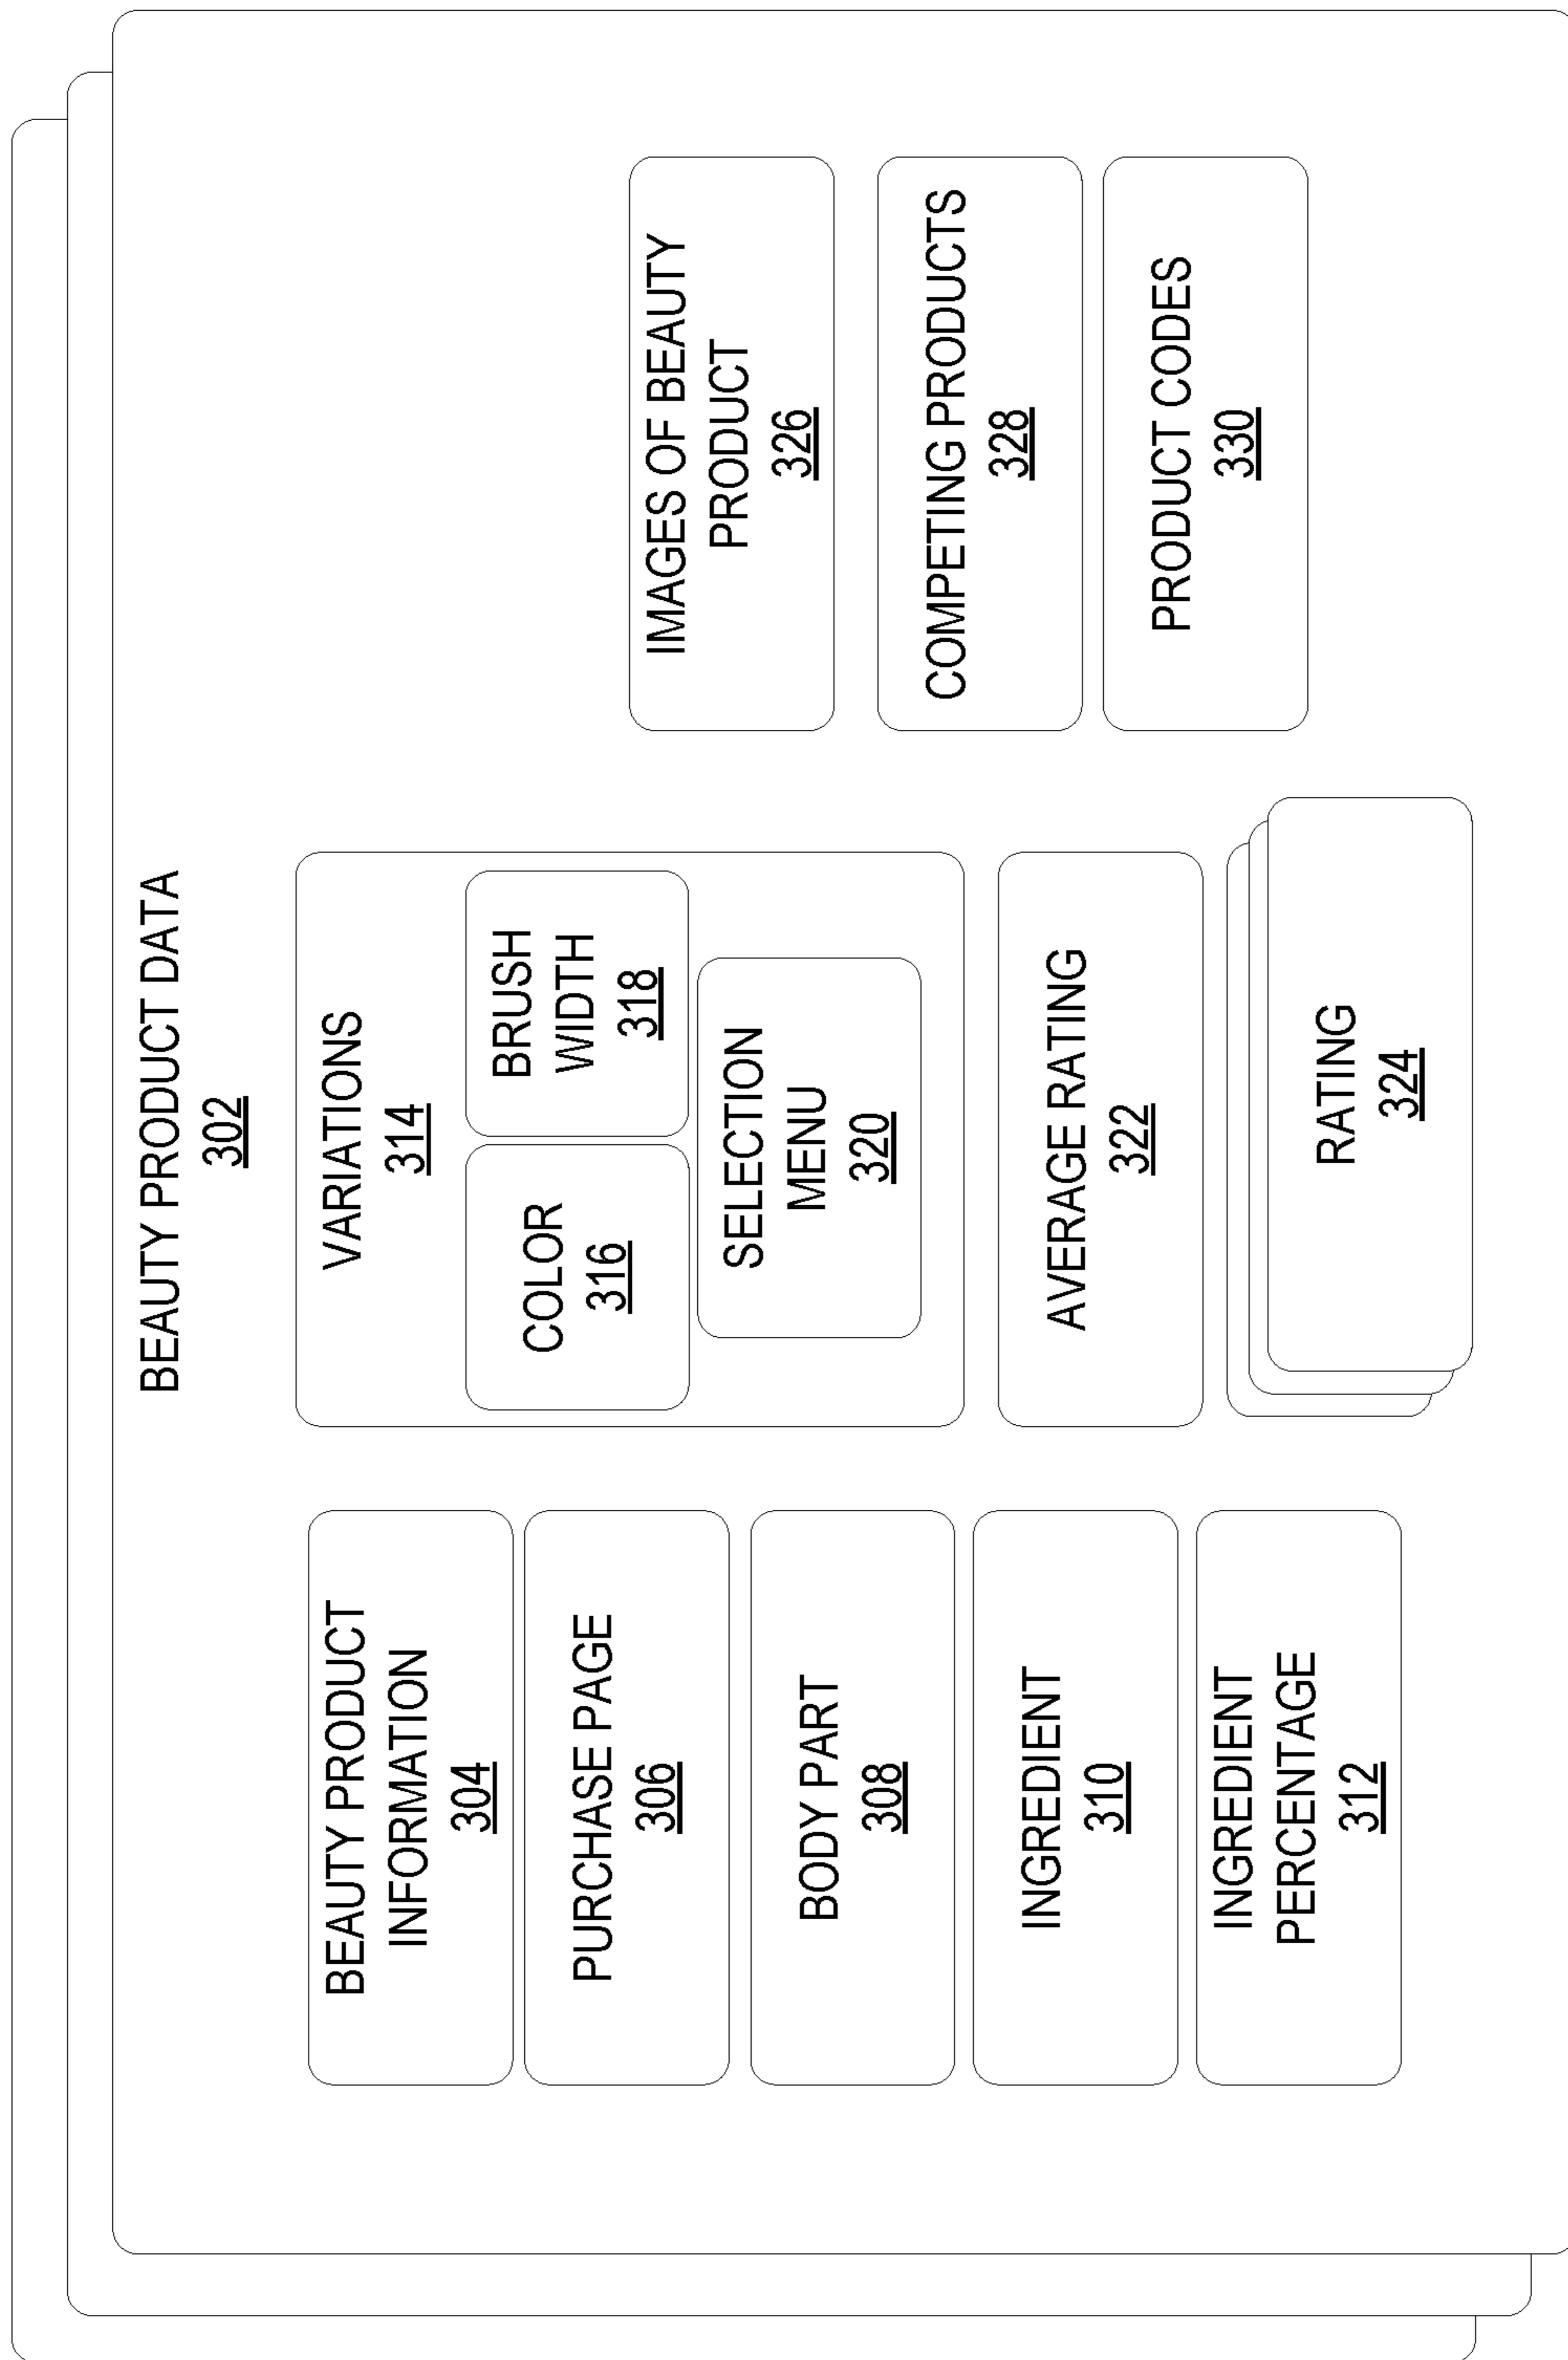 BEAUTY PRODUCT DATA
302
BEAUTY PRODUCT
INFORMATION
304
PURCHASE PAGE
306
BODY PART
308
INGREDIENT
310
INGREDIENT
PERCENTAGE
312
VARIATIONS
314
COLOR
316
BRUSH
WIDTH
318
SELECTION
MENU
320
AVERAGE RATING
322
RATING
324
IMAGES OF BEAUTY
PRODUCT
326
COMPETING PRODUCTS
328
PRODUCT CODES
330